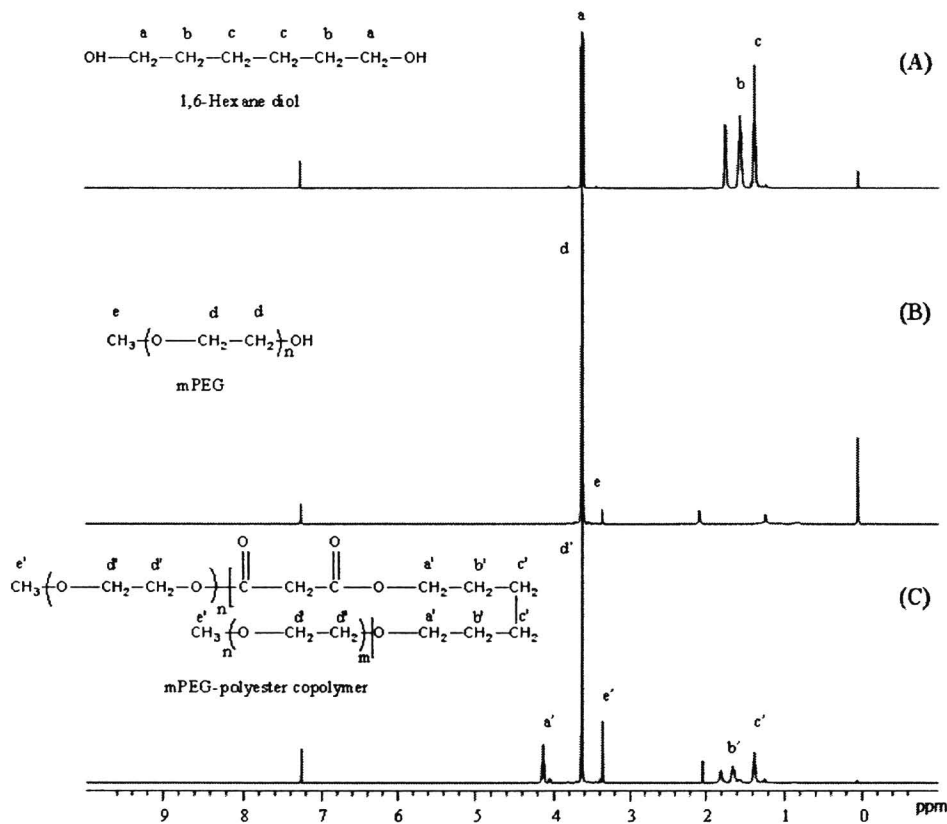 a b c c b a
c
a
(A)
OH—CH₂—CH₂—CH₂—CH₂—CH₂—CH₂—OH
b
1,6-Hexane diol
d
e d d
(B)
CH₃—(O—CH₂—CH₂)ₙOH
mPEG
e
O O
d'
e' d' d' a' b' c'
CH₃—(O—CH₂—CH₂—O—)ₙ[—CH₂—O—CH₂—CH₂—CH₂
(C)
e' d' d' a' b' c'
CH₃—(O—CH₂—CH₂)—O—CH₂—CH₂—CH₂
n m
mPEG-polyester copolymer
e'
a' c'
b'
9 8 7 6 5 4 3 2 1 0 ppm